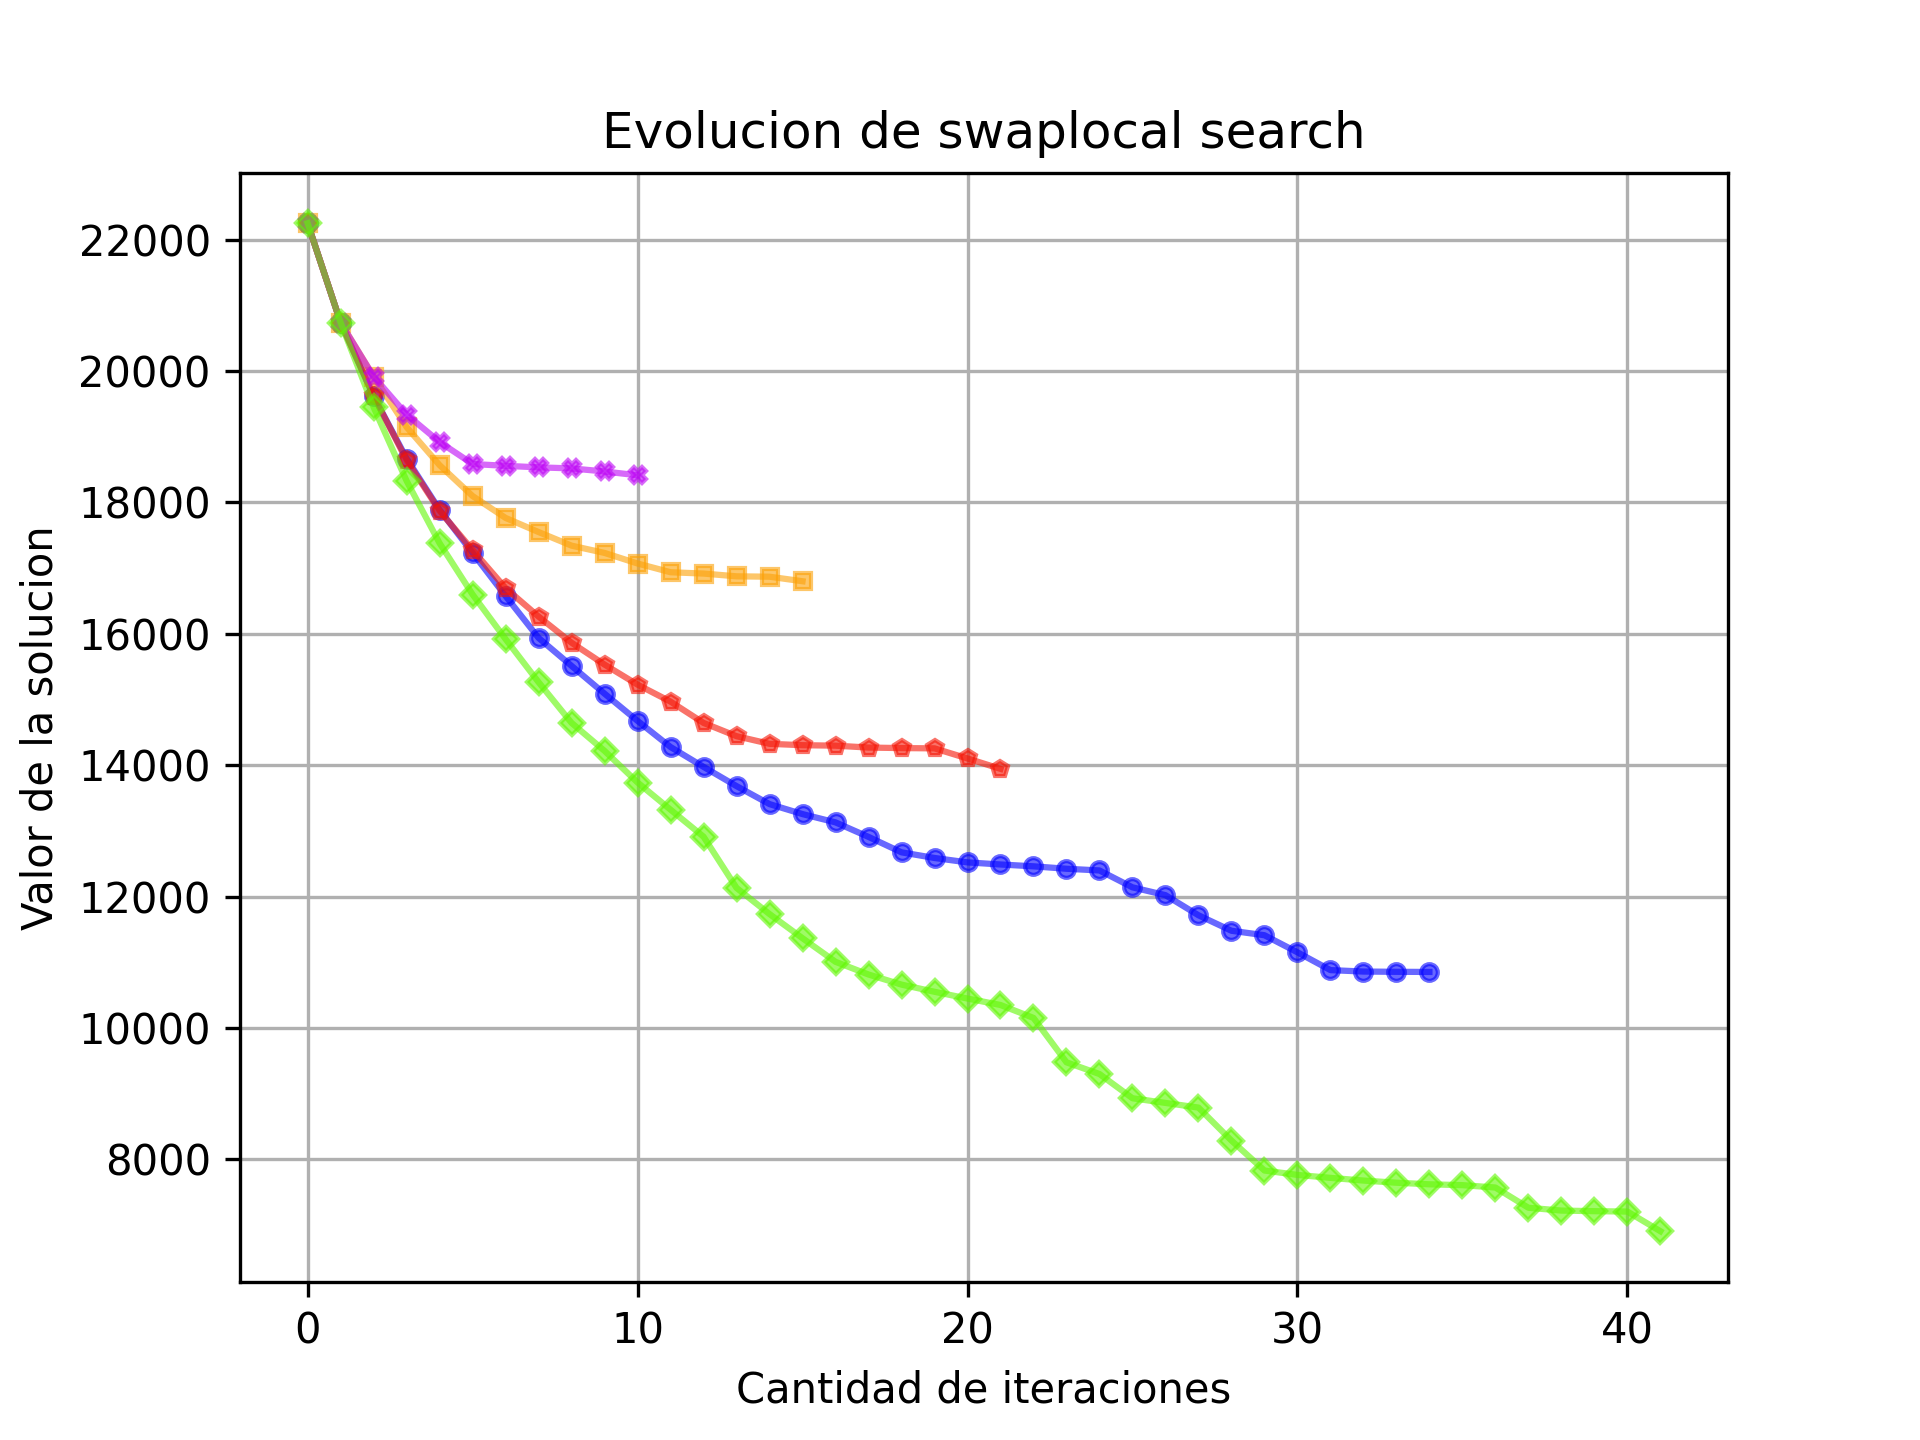 Evolucion de swaplocal search
Valor de la solucion
22000
20000
18000
16000
14000
12000
10000
8000
0 10 20 30 40
Cantidad de iteraciones